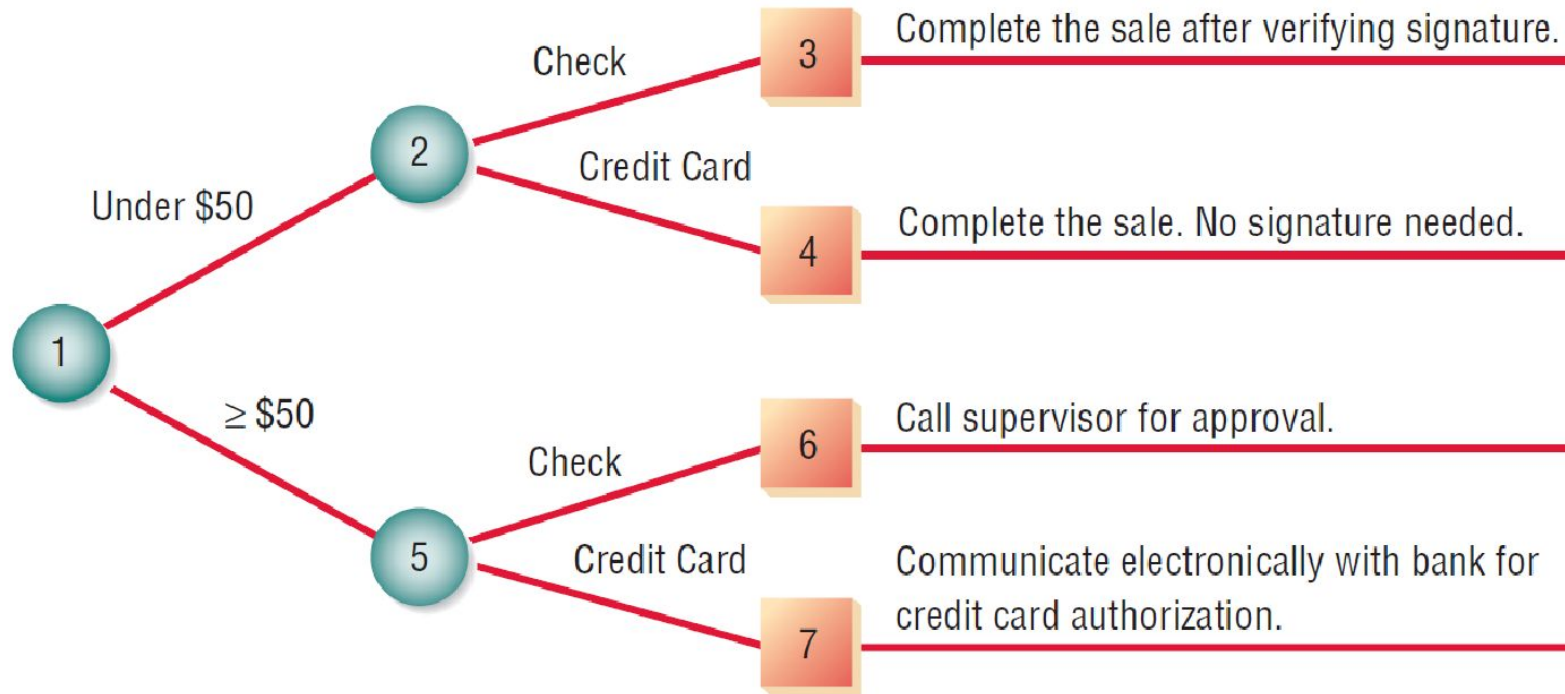 Complete the sale after verifying signature.
3
Check
2
Credit Card
Under $50
Complete the sale. No signature needed.
4
1
≥ $50
Call supervisor for approval.
6
Check
5
Credit Card
Communicate electronically with bank for
credit card authorization.
7